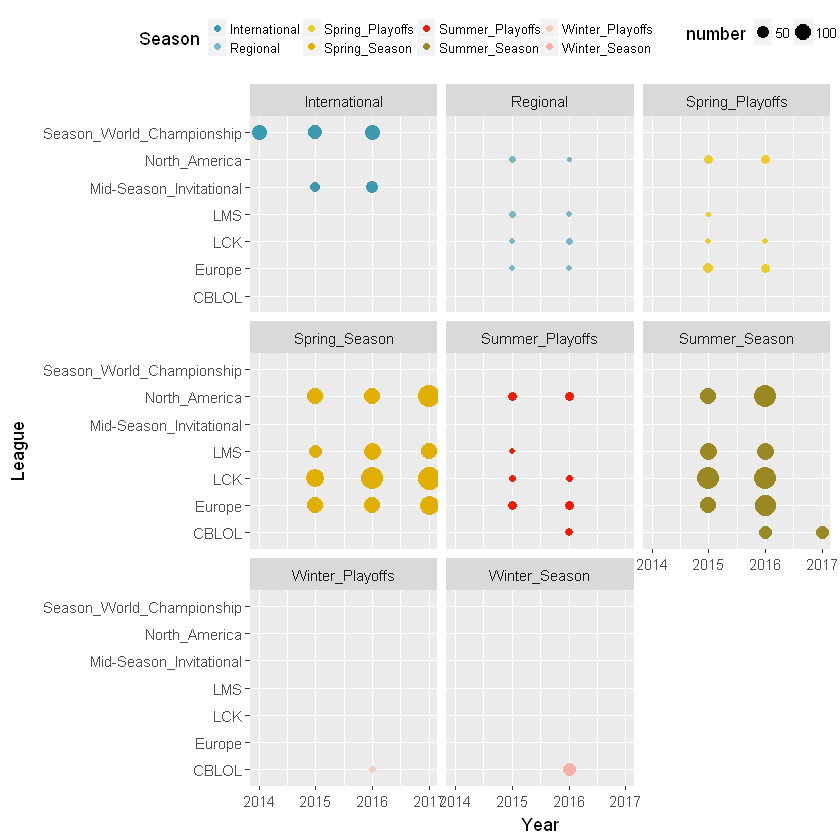 Season International Spring_Playoffs Summer_Playoffs Winter_Playoffs number 50 100
Regional Spring_Season Summer_Season Winter_Season
International Regional Spring_Playoffs
Season_World_Championship
North_America
Mid-Season_Invitational
LMS
LCK
Europe
CBLOL
Spring_Season Summer_Playoffs Summer_Season
Season_World_Championship
North_America
Mid-Season_Invitational
League
LMS
LCK
Europe
CBLOL
2014 2015 2016 2017
Winter_Playoffs Winter_Season
Season_World_Championship
North_America
Mid-Season_Invitational
LMS
LCK
Europe
CBLOL
2014 2015 2016 2017 2014 2015 2016 2017
Year